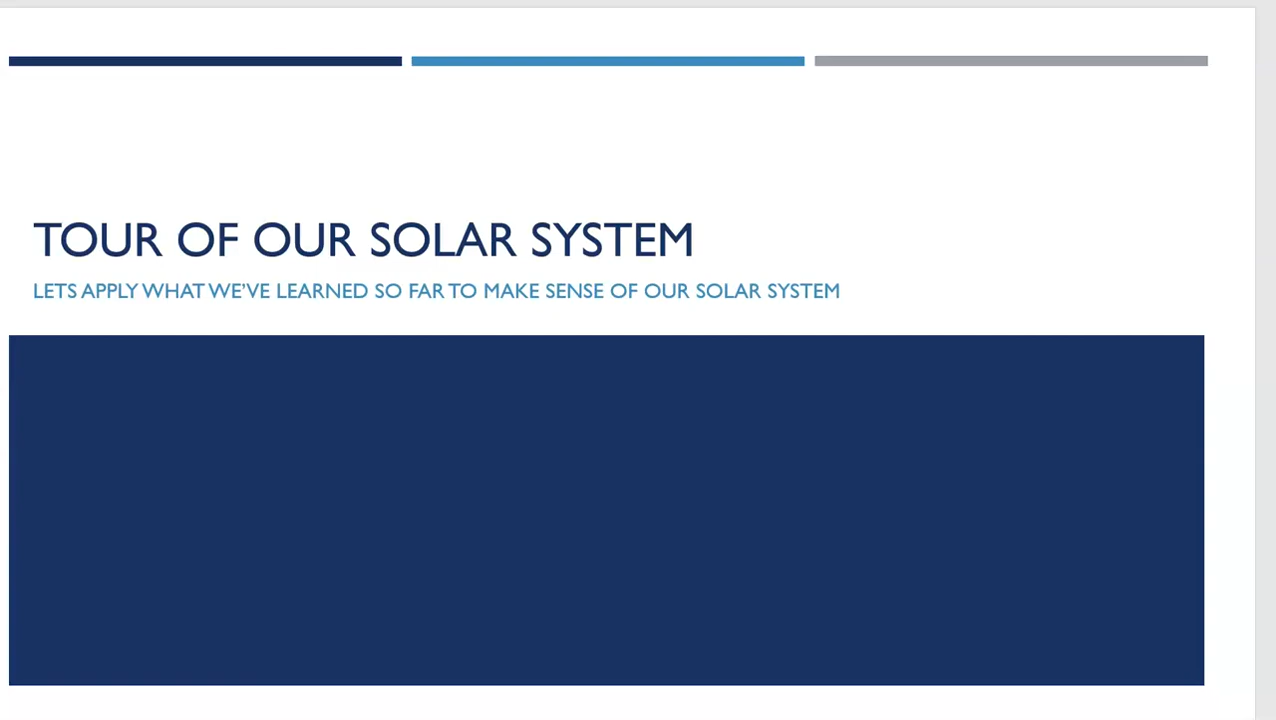 TOUR OF OUR SOLAR SYSTEM
LETS APPLY WHAT WE’VE LEARNED SO FAR TO MAKE SENSE OF OUR SOLAR SYSTEM